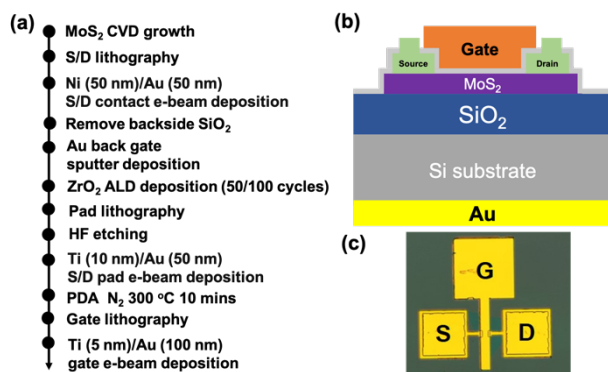 (a)
MoS₂ CVD growth
S/D lithography
Ni (50 nm)/Au (50 nm)
S/D contact e-beam deposition
Remove backside SiO₂
Au back gate
sputter deposition
ZrO₂ ALD deposition (50/100 cycles)
Pad lithography
HF etching
Ti (10 nm)/Au (50 nm)
S/D pad e-beam deposition
PDA N₂ 300 ºC 10 mins
Gate lithography
Ti (5 nm)/Au (100 nm)
gate e-beam deposition
(b)
Gate
Source
Drain
MoS₂
SiO₂
Si substrate
Au
(c)
G
S D